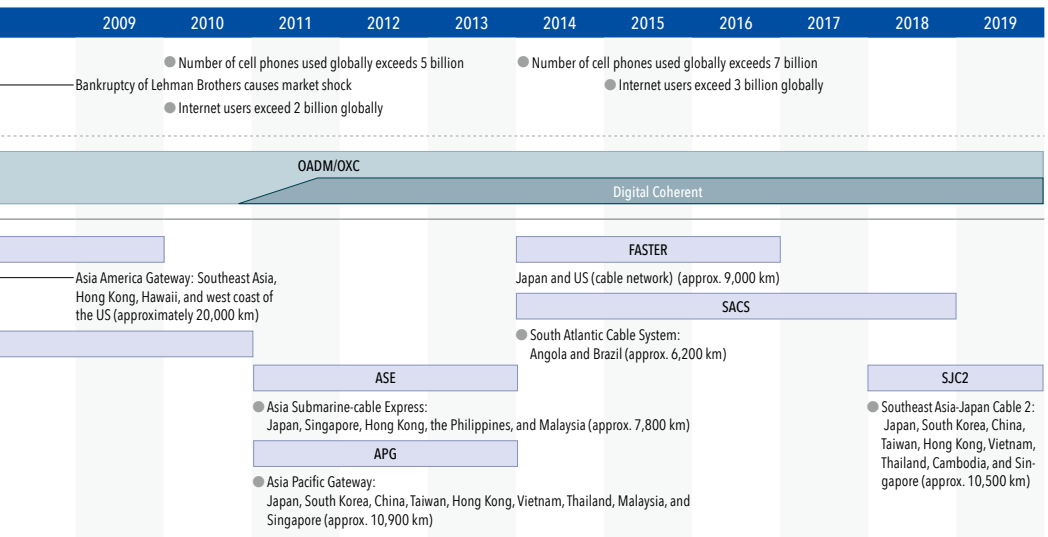 2009 2010 2011 2012 2013 2014 2015 2016 2017 2018 2019
Number of cell phones used globally exceeds 5 billion
Number of cell phones used globally exceeds 7 billion
Bankruptcy of Lehman Brothers causes market shock
Internet users exceed 3 billion globally
Internet users exceed 2 billion globally
OADM/OXC
Digital Coherent
FASTER
Asia America Gateway: Southeast Asia,
Hong Kong, Hawaii, and west coast of
the US (approximately 20,000 km)
Japan and US (cable network) (approx. 9,000 km)
SACS
South Atlantic Cable System:
Angola and Brazil (approx. 6,200 km)
ASE
SJC2
Asia Submarine-cable Express:
Japan, Singapore, Hong Kong, the Philippines, and Malaysia (approx. 7,800 km)
Southeast Asia-Japan Cable 2:
Japan, South Korea, China,
Taiwan, Hong Kong, Vietnam,
Thailand, Cambodia, and Sin-
gapore (approx. 10,500 km)
APG
Asia Pacific Gateway:
Japan, South Korea, China, Taiwan, Hong Kong, Vietnam, Thailand, Malaysia, and
Singapore (approx. 10,900 km)